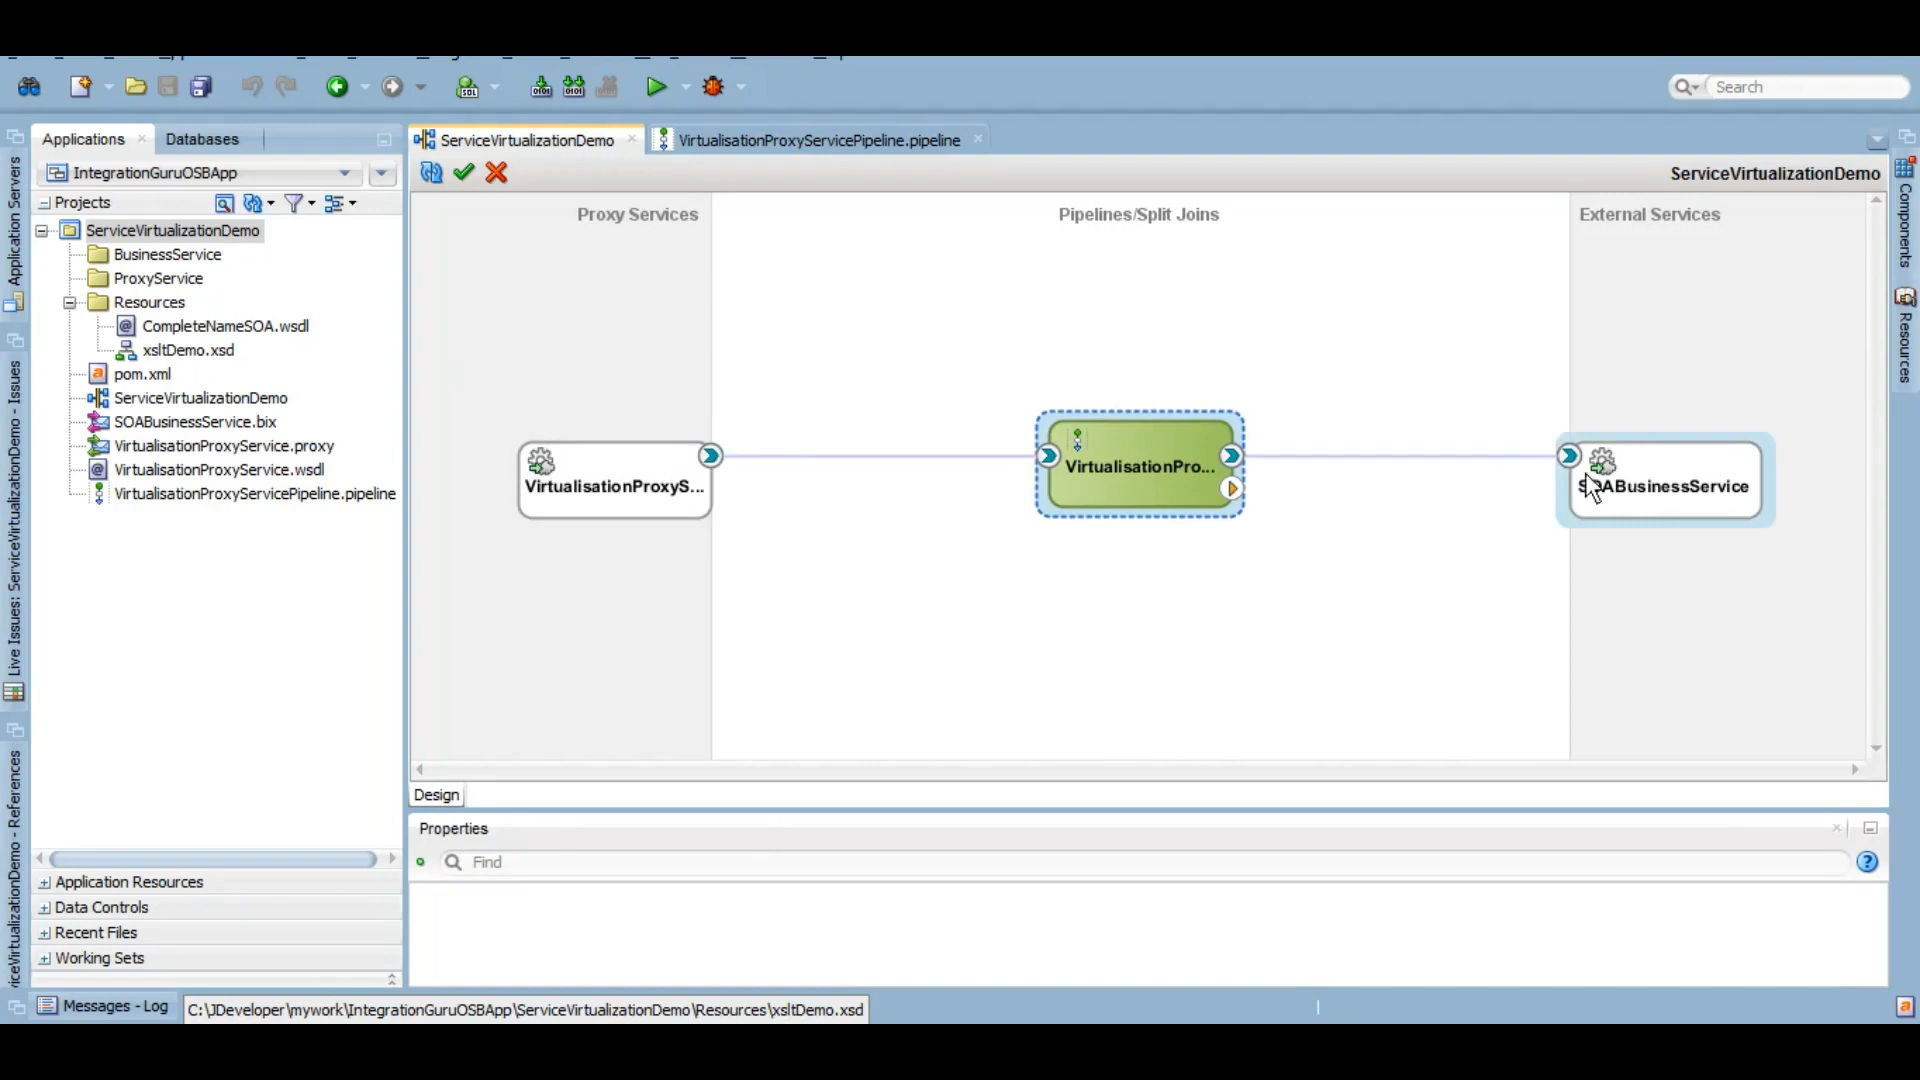 Search
Applications
Databases
IntegrationGuruOSBApp
Projects
ServiceVirtualizationDemo
BusinessService
ProxyService
Resources
CompleteNameSOA.wsdl
xsltDemo.xsd
pom.xml
ServiceVirtualizationDemo
SOABusinessService.bix
VirtualisationProxyService.proxy
VirtualisationProxyService.wsdl
VirtualisationProxyServicePipeline.pipeline
Application Resources
Data Controls
Recent Files
Working Sets
Application Servers
Live Issues: ServiceVirtualizationDemo - Issues
iceVirtualizationDemo - References
ServiceVirtualizationDemo
VirtualisationProxyServicePipeline.pipeline
ServiceVirtualizationDemo
Proxy Services
Pipelines/Split Joins
External Services
VirtualisationProxyS...
VirtualisationPro...
SOABusinessService
Design
Properties
Find
Components
Resources
Messages - Log
C:\JDeveloper\mywork\IntegrationGuruOSBApp\ServiceVirtualizationDemo\Resources\xsltDemo.xsd